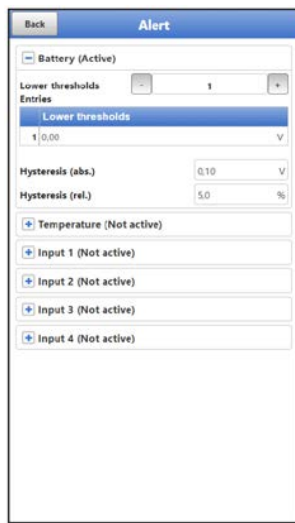 Back Alert
Battery (Active)
Lower thresholds - 1 +
Entries
Lower thresholds
1 0,00 V
Hysteresis (abs.) 0,10 V
Hysteresis (rel.) 5,0 %
+ Temperature (Not active)
+ Input 1 (Not active)
+ Input 2 (Not active)
+ Input 3 (Not active)
+ Input 4 (Not active)